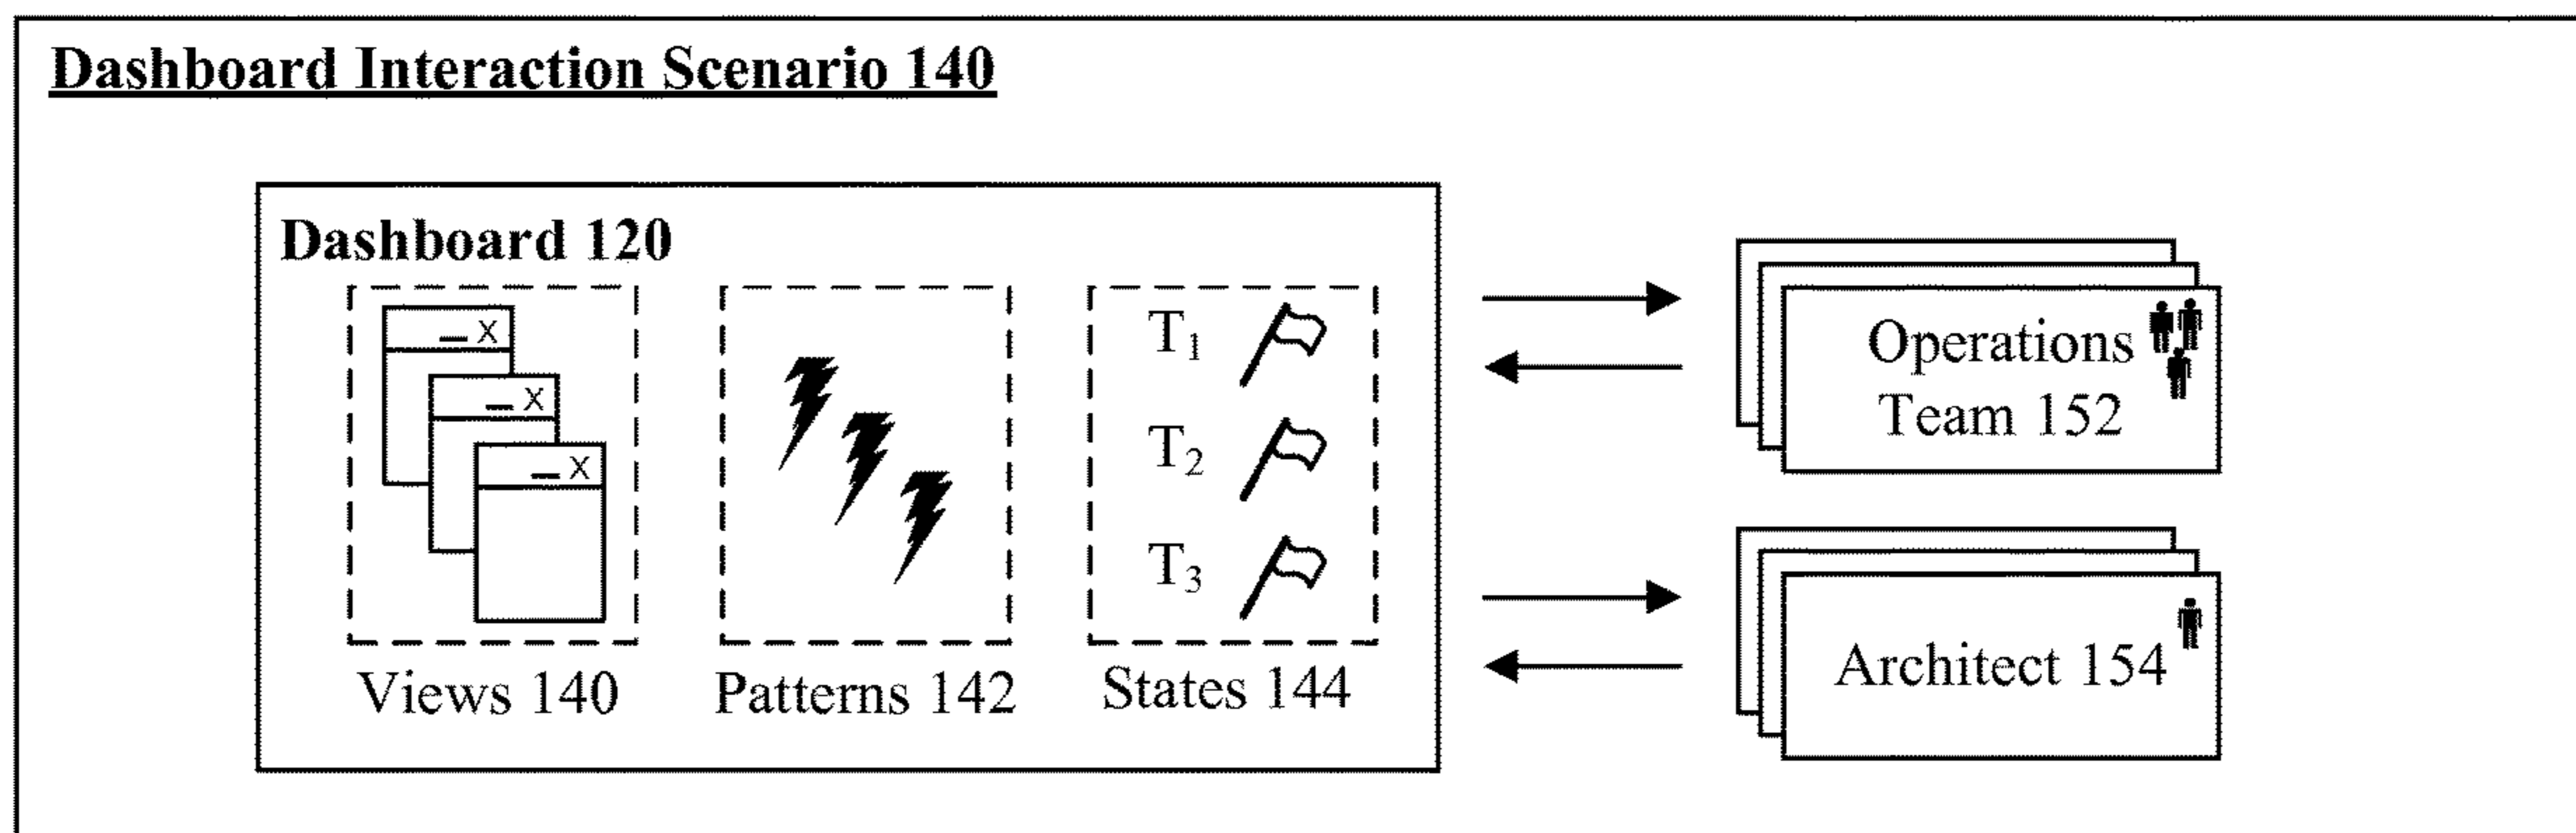 Dashboard Interaction Scenario 140
Dashboard 120
_ X
_ X
_ X
T₁
T₂
T₃
Views 140
Patterns 142
States 144
Operations
Team 152
Architect 154